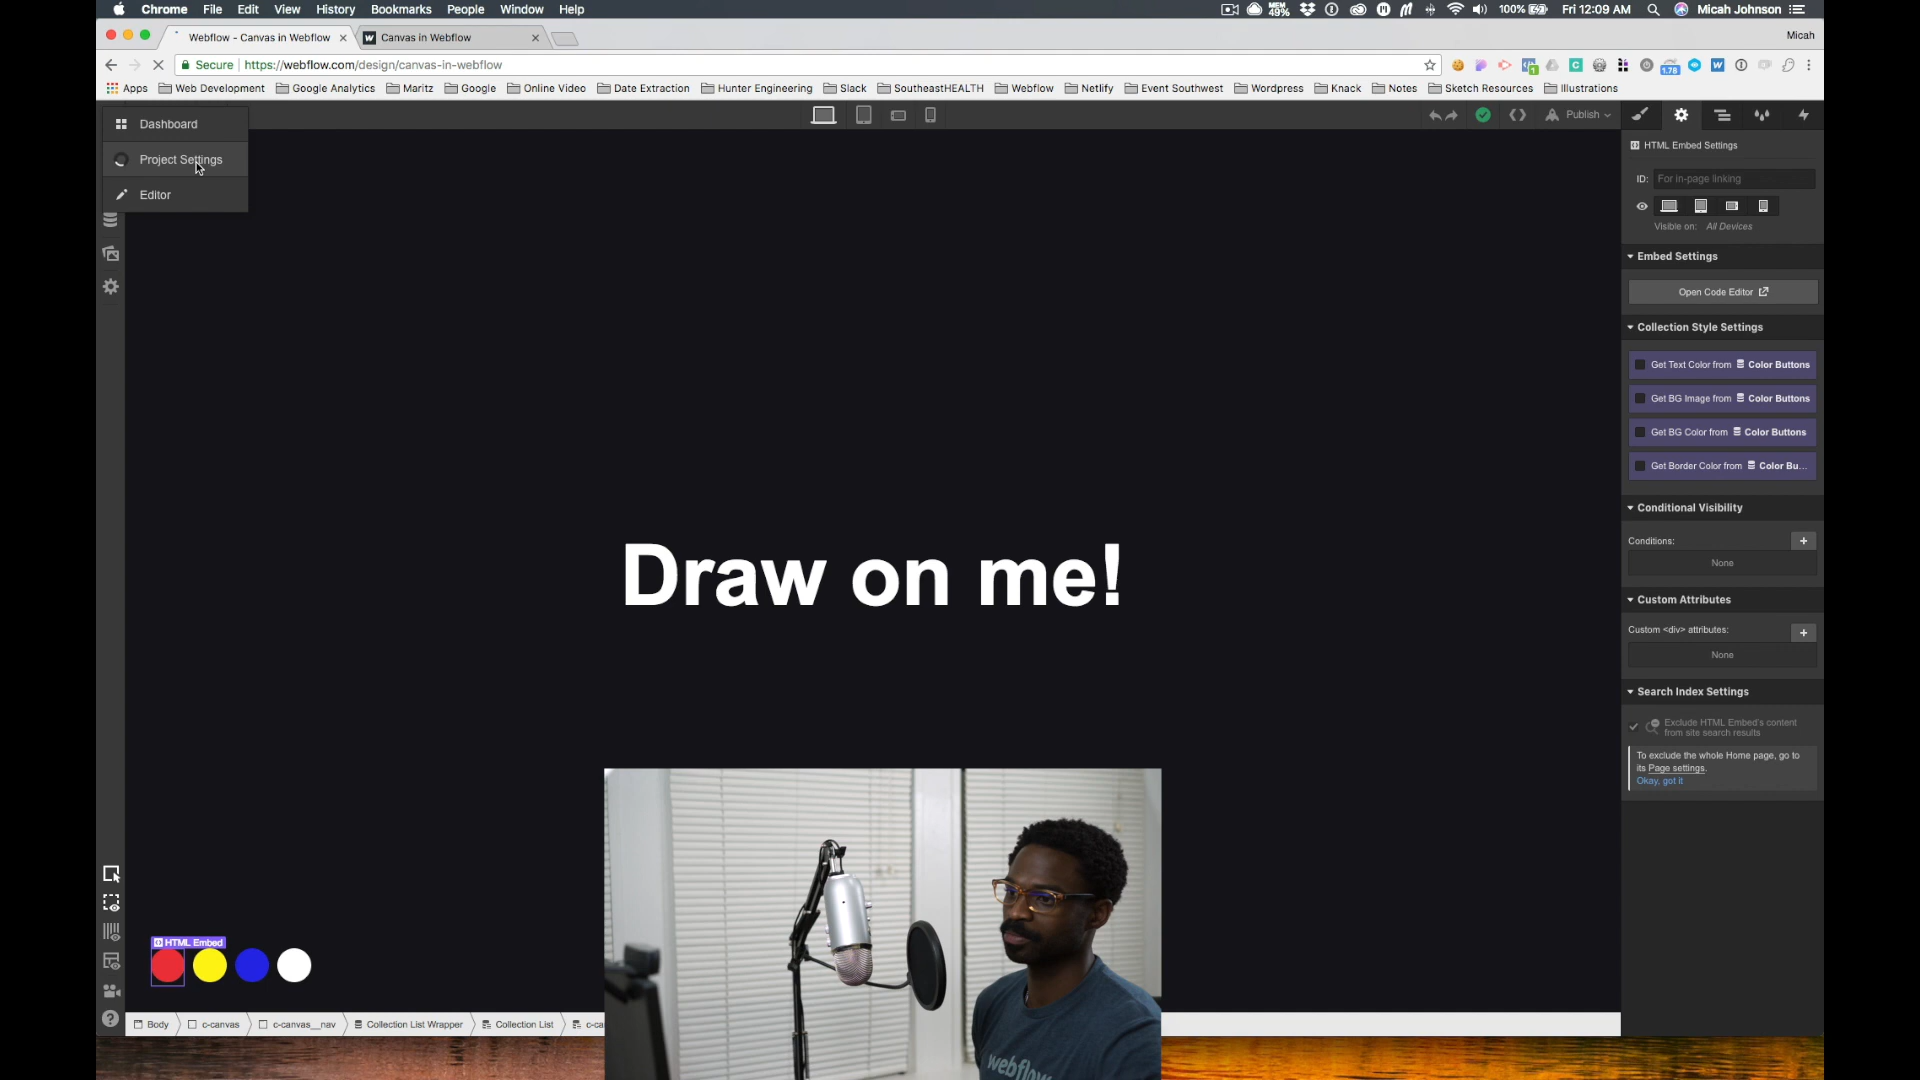 Chrome File Edit View History Bookmarks People Window Help MEM 49% 100% Fri 12:09 AM Micah Johnson
Webflow - Canvas in Webflow Canvas in Webflow Micah
Secure https://webflow.com/design/canvas-in-webflow 1 1.78
Apps Web Development Google Analytics Maritz Google Online Video Date Extraction Hunter Engineering Slack SoutheastHEALTH Webflow Netlify Event Southwest Wordpress Knack Notes Sketch Resources Illustrations
Dashboard
Project Settings
Editor
Publish
HTML Embed Settings
ID: For in-page linking
Visible on: All Devices
Embed Settings
Open Code Editor
Collection Style Settings
Get Text Color from Color Buttons
Get BG Image from Color Buttons
Get BG Color from Color Buttons
Get Border Color from Color Bu...
Conditional Visibility
Conditions: +
None
Custom Attributes
Custom <div> attributes: +
None
Search Index Settings
Exclude HTML Embed's content
from site search results
To exclude the whole Home page, go to
its Page settings.
Okay, got it
Draw on me!
HTML Embed
Body c-canvas c-canvas__nav Collection List Wrapper Collection List c-ca
webflow